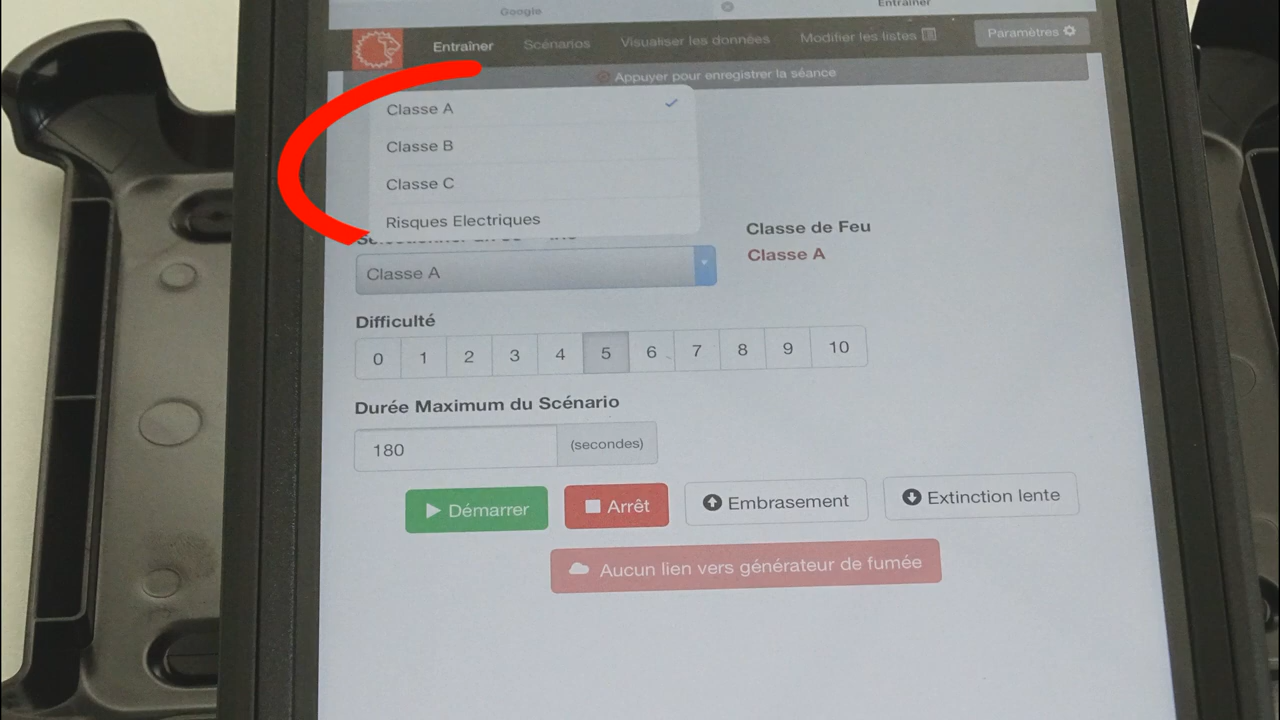 Google
Entraîner
Entraîner Scénarios Visualiser les données Modifier les listes Paramètres
Appuyer pour enregistrer la séance
Classe A
Classe B
Classe C
Risques Electriques
Classe de Feu
Classe A
Classe A
Difficulté
0 1 2 3 4 5 6 7 8 9 10
Durée Maximum du Scénario
180 (secondes)
Démarrer Arrêt Embrasement Extinction lente
Aucun lien vers générateur de fumée